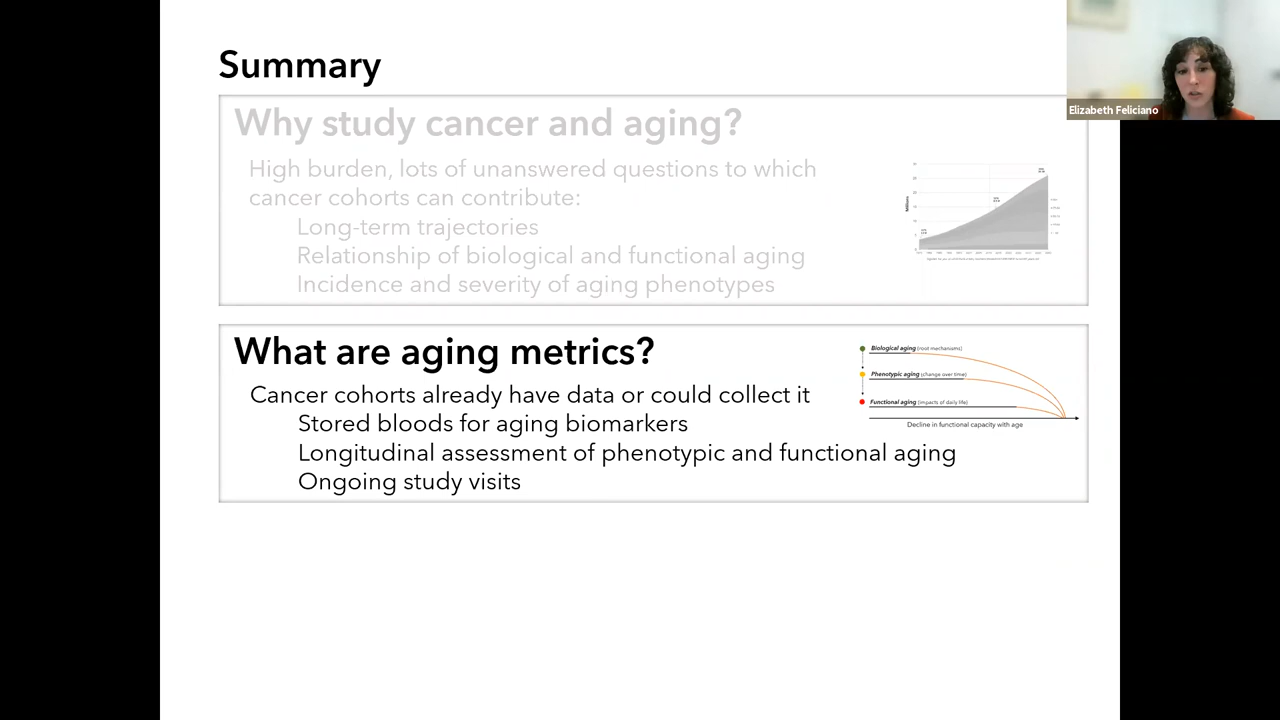 Summary
Elizabeth Feliciano
Why study cancer and aging?
High burden, lots of unanswered questions to which
cancer cohorts can contribute:
Long-term trajectories
Relationship of biological and functional aging
Incidence and severity of aging phenotypes
Millions
What are aging metrics?
Cancer cohorts already have data or could collect it
Stored bloods for aging biomarkers
Longitudinal assessment of phenotypic and functional aging
Ongoing study visits
Biological aging (root mechanisms)
Phenotypic aging (change over time)
Functional aging (impacts of daily life)
Decline in functional capacity with age